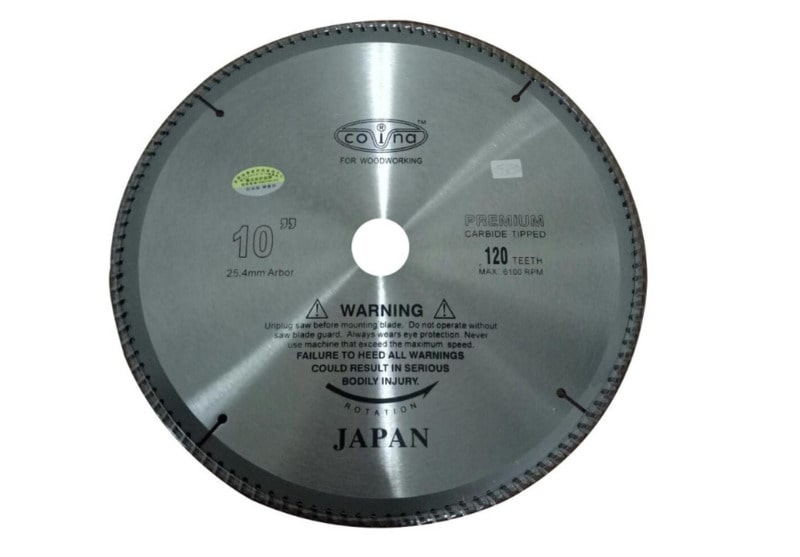 covina ® ™
FOR WOODWORKING
10”
25.4mm Arbor
PREMIUM
CARBIDE TIPPED
120 TEETH
MAX. 6100 RPM
WARNING
Unplug saw before mounting blade. Do not operate without
saw blade guard. Always wears eye protection. Never
use machine that exceed the maximum speed.
FAILURE TO HEED ALL WARNINGS
COULD RESULT IN SERIOUS
BODILY INJURY.
ROTATION
JAPAN